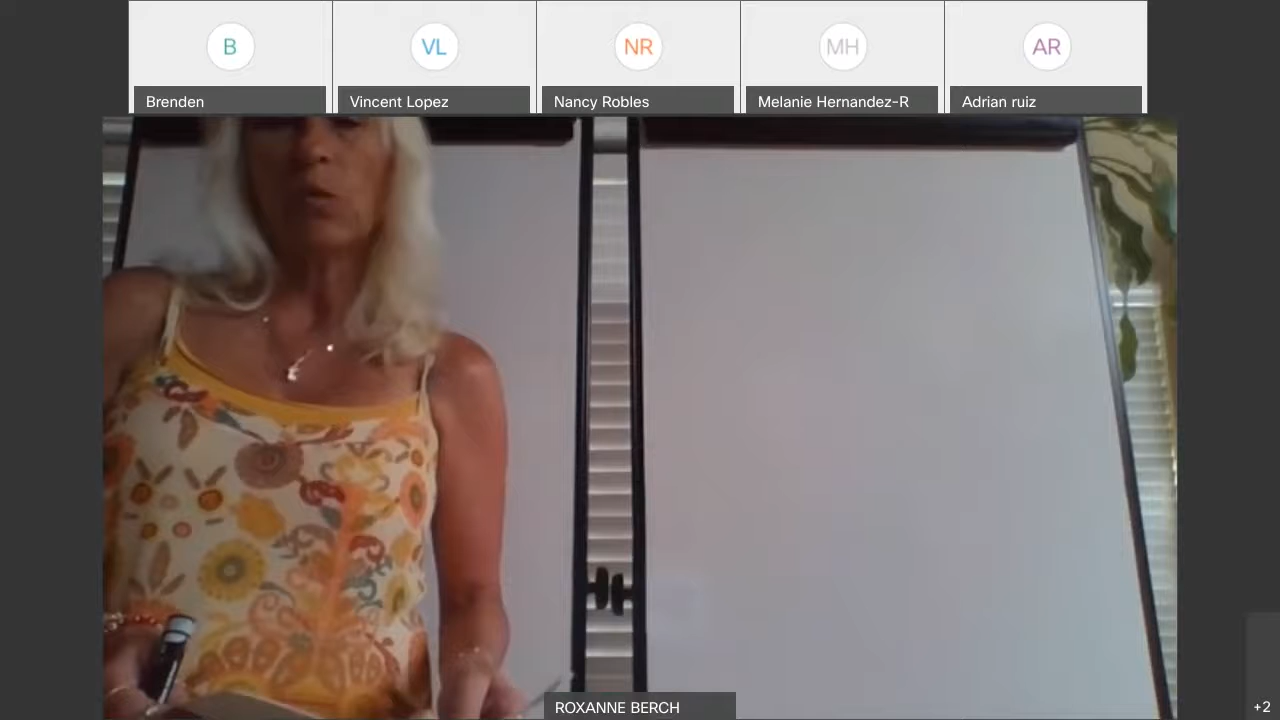 B
VL
NR
MH
AR
Brenden
Vincent Lopez
Nancy Robles
Melanie Hernandez-R
Adrian ruiz
ROXANNE BERCH
+2